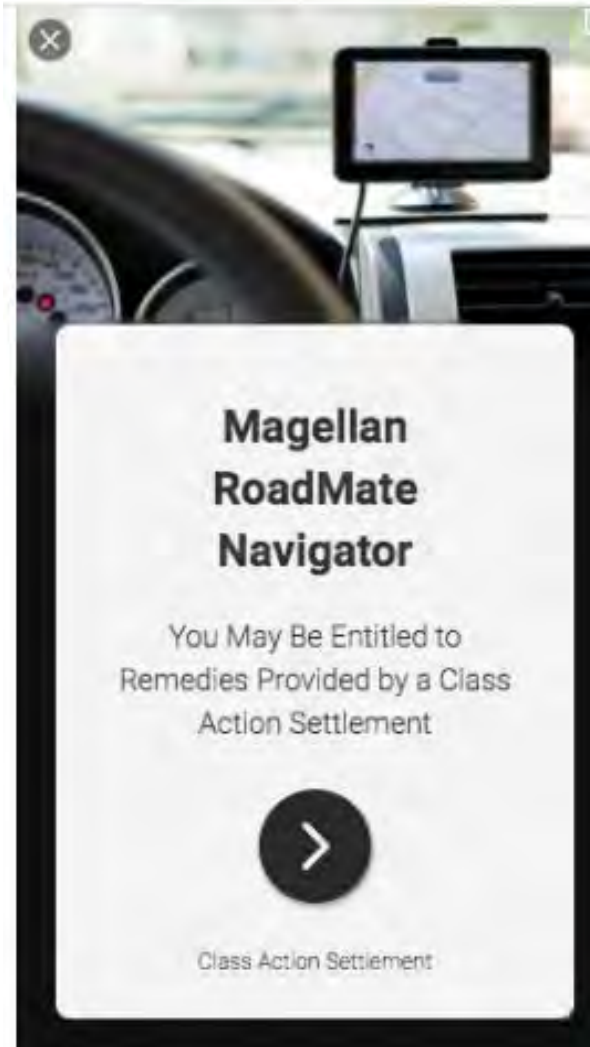 Magellan
RoadMate
Navigator
You May Be Entitled to
Remedies Provided by a Class
Action Settlement
Class Action Settlement